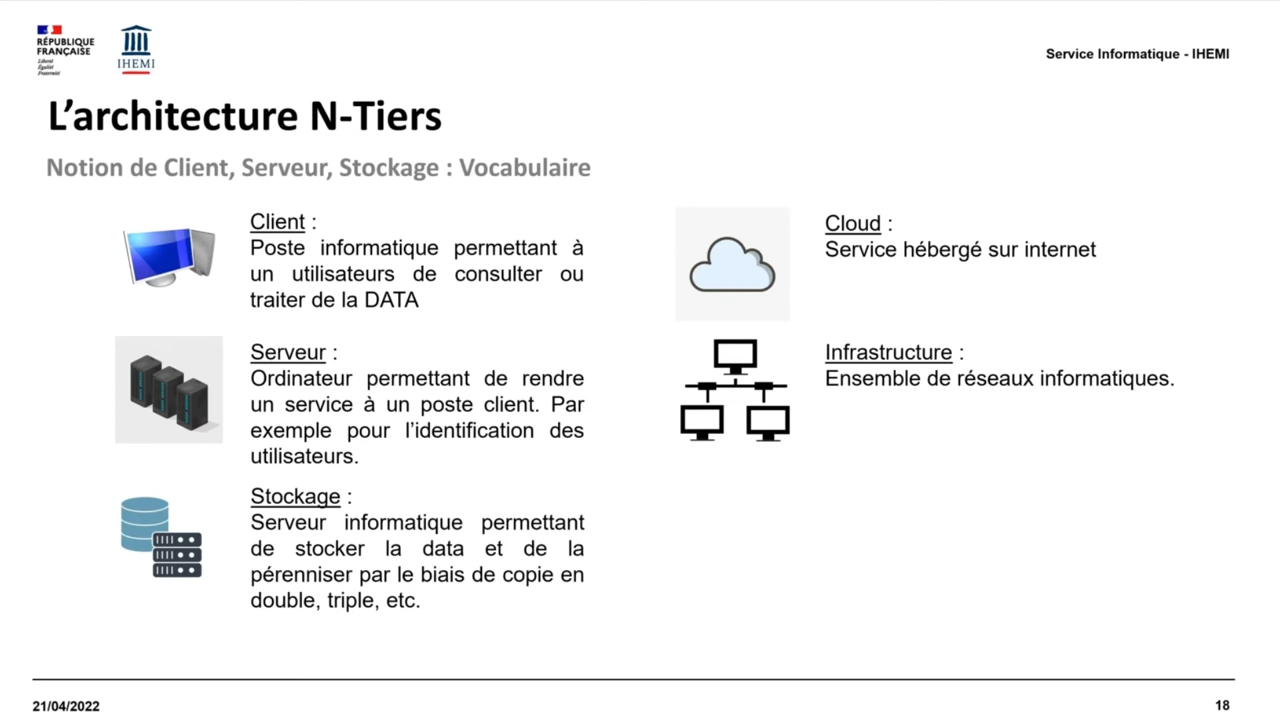 RÉPUBLIQUE
FRANÇAISE
Liberté
Égalité
Fraternité
IHEMI
Service Informatique - IHEMI
L’architecture N-Tiers
Notion de Client, Serveur, Stockage : Vocabulaire
Client :
Poste informatique permettant à
un utilisateurs de consulter ou
traiter de la DATA
Serveur :
Ordinateur permettant de rendre
un service à un poste client. Par
exemple pour l’identification des
utilisateurs.
Stockage :
Serveur informatique permettant
de stocker la data et de la
pérenniser par le biais de copie en
double, triple, etc.
Cloud :
Service hébergé sur internet
Infrastructure :
Ensemble de réseaux informatiques.
21/04/2022
18